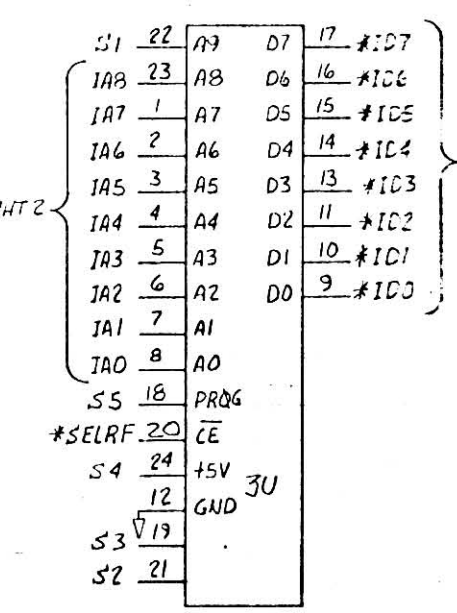 S1 22 A9 D7 17 *ID7
IA8 23 A8 D6 16 *ID6
IA7 1 A7 D5 15 *ID5
IA6 2 A6 D4 14 *ID4
IA5 3 A5 D3 13 *ID3
HT 2
IA4 4 A4 D2 11 *ID2
IA3 5 A3 D1 10 *ID1
IA2 6 A2 D0 9 *ID0
IA1 7 A1
IA0 8 A0
S5 18 PROG
*SELRF 20 CE
S4 24 +5V
3U
12 GND
S3 19
S2 21